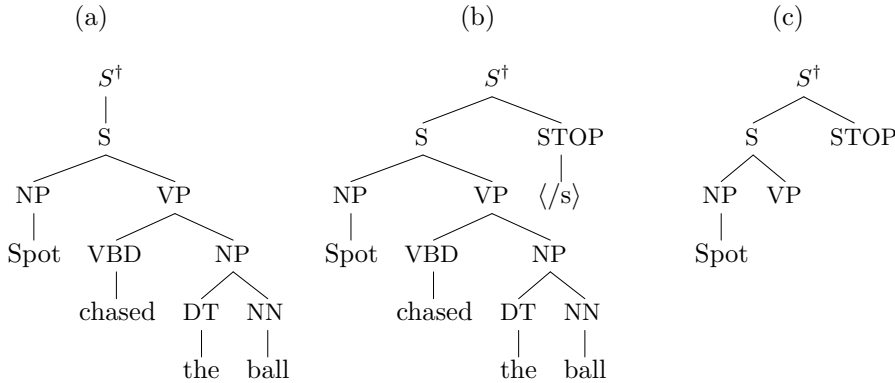 (a) (b) (c)
S† S† S†
S S STOP S STOP
NP VP NP VP ⟨/s⟩ NP VP
Spot VBD NP Spot VBD NP Spot
chased DT NN chased DT NN
the ball the ball